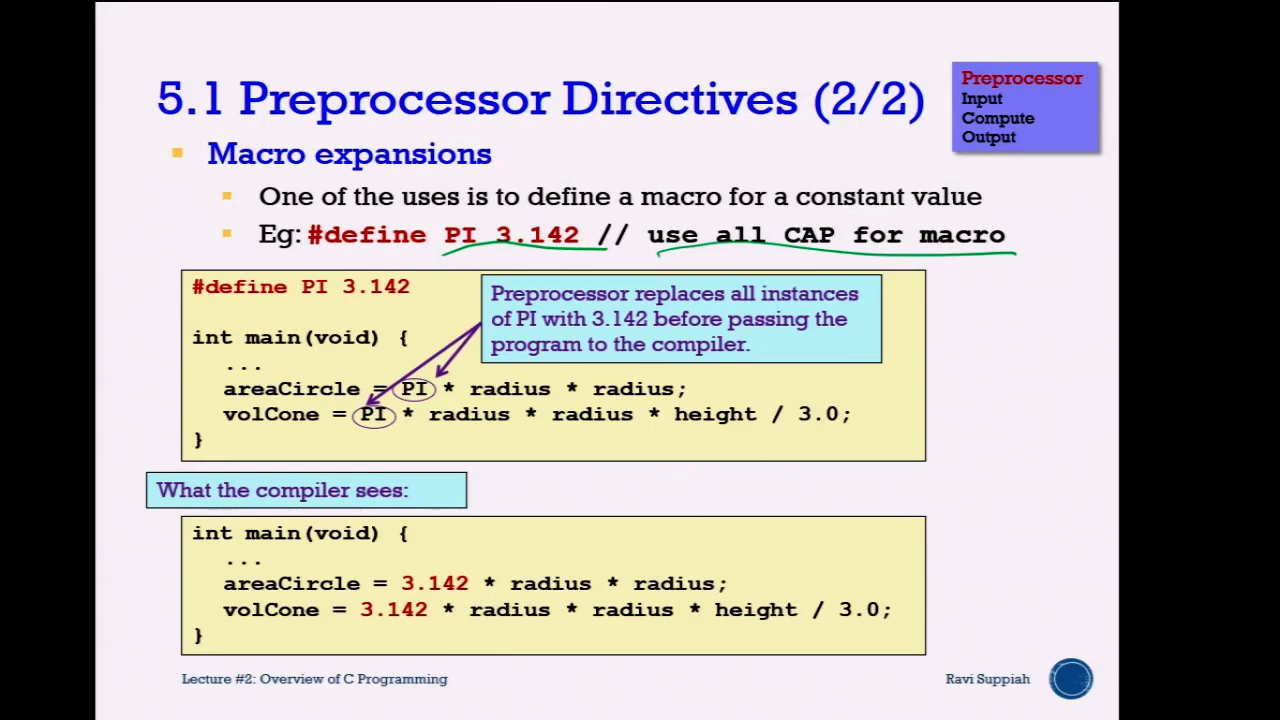 5.1 Preprocessor Directives (2/2)
Preprocessor
Input
Compute
Output
Macro expansions
One of the uses is to define a macro for a constant value
Eg: #define PI 3.142 // use all CAP for macro
#define PI 3.142
Preprocessor replaces all instances
of PI with 3.142 before passing the
program to the compiler.
int main(void) {
...
areaCircle = PI * radius * radius;
volCone = PI * radius * radius * height / 3.0;
}
What the compiler sees:
int main(void) {
...
areaCircle = 3.142 * radius * radius;
volCone = 3.142 * radius * radius * height / 3.0;
}
Lecture #2: Overview of C Programming
Ravi Suppiah